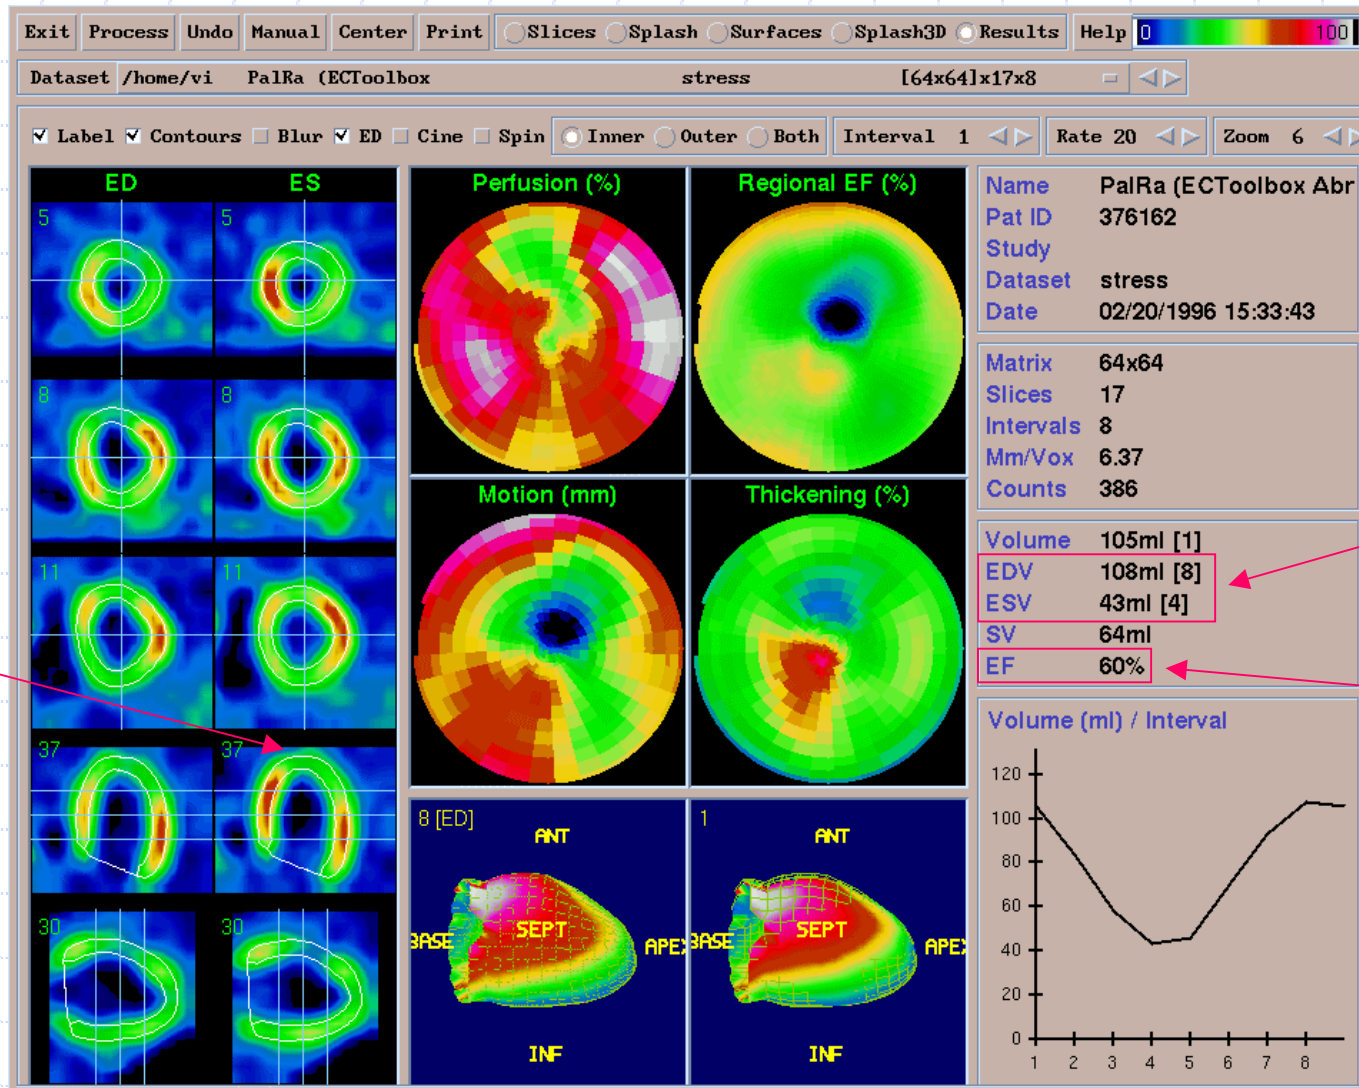 Exit Process Undo Manual Center Print Slices Splash Surfaces Splash3D Results Help 0 100
Dataset /home/vi PalRa (ECToolbox stress [64x64]x17x8
Label Contours Blur ED Cine Spin Inner Outer Both Interval 1 Rate 20 Zoom 6
ED ES
5 5
8 8
11 11
37 37
30 30
Perfusion (%) Regional EF (%)
Motion (mm) Thickening (%)
8 [ED] 1
ANT ANT
BASE SEPT APEX BASE SEPT APEX
INF INF
Name PalRa (ECToolbox Abr
Pat ID 376162
Study
Dataset stress
Date 02/20/1996 15:33:43
Matrix 64x64
Slices 17
Intervals 8
Mm/Vox 6.37
Counts 386
Volume 105ml [1]
EDV 108ml [8]
ESV 43ml [4]
SV 64ml
EF 60%
Volume (ml) / Interval
120
100
80
60
40
20
0
1 2 3 4 5 6 7 8